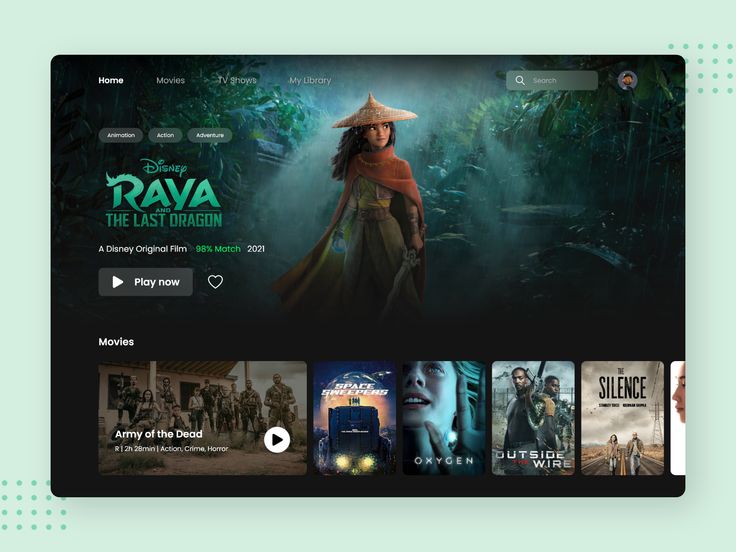 Home Movies TV Shows My Library Search
Animation Action Adventure
Disney
RAYA
AND
THE LAST DRAGON
A Disney Original Film 98% Match 2021
Play now
Movies
Army of the Dead
R | 2h 28min | Action, Crime, Horror
SPACE
SWEEPERS
OXYGEN
OUTSIDE
THE WIRE
THE
SILENCE
STANLEY TUCCI KIERNAN SHIPKA